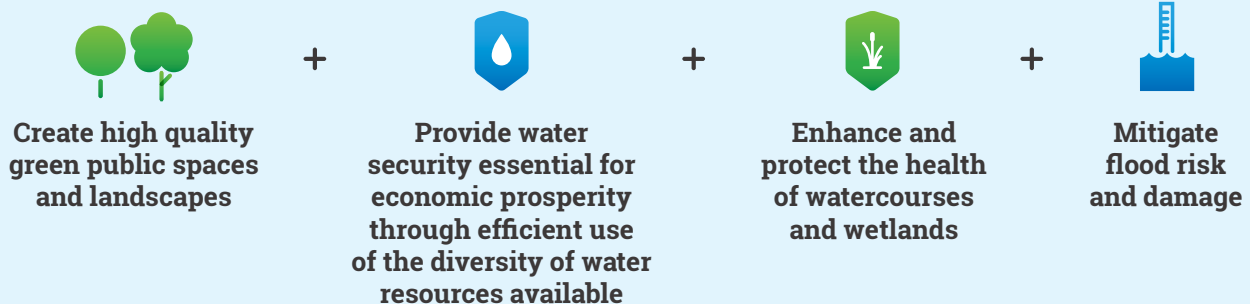 +
+
+
Create high quality
green public spaces
and landscapes
Provide water
security essential for
economic prosperity
through efficient use
of the diversity of water
resources available
Enhance and
protect the health
of watercourses
and wetlands
Mitigate
flood risk
and damage